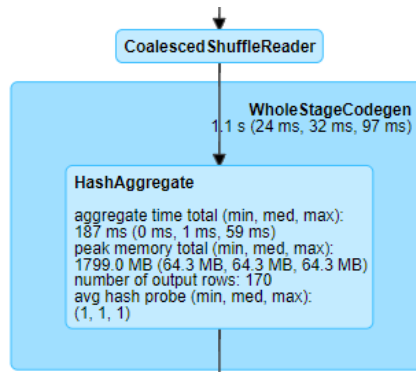 CoalescedShuffleReader
WholeStageCodegen
1.1 s (24 ms, 32 ms, 97 ms)
HashAggregate
aggregate time total (min, med, max):
187 ms (0 ms, 1 ms, 59 ms)
peak memory total (min, med, max):
1799.0 MB (64.3 MB, 64.3 MB, 64.3 MB)
number of output rows: 170
avg hash probe (min, med, max):
(1, 1, 1)